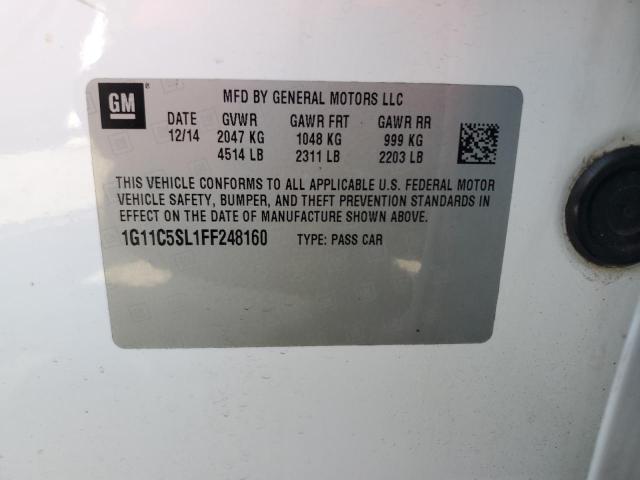 GM
MFD BY GENERAL MOTORS LLC
DATE GVWR GAWR FRT GAWR RR
12/14 2047 KG 1048 KG 999 KG
4514 LB 2311 LB 2203 LB
THIS VEHICLE CONFORMS TO ALL APPLICABLE U.S. FEDERAL MOTOR
VEHICLE SAFETY, BUMPER, AND THEFT PREVENTION STANDARDS IN
EFFECT ON THE DATE OF MANUFACTURE SHOWN ABOVE.
1G11C5SL1FF248160 TYPE: PASS CAR